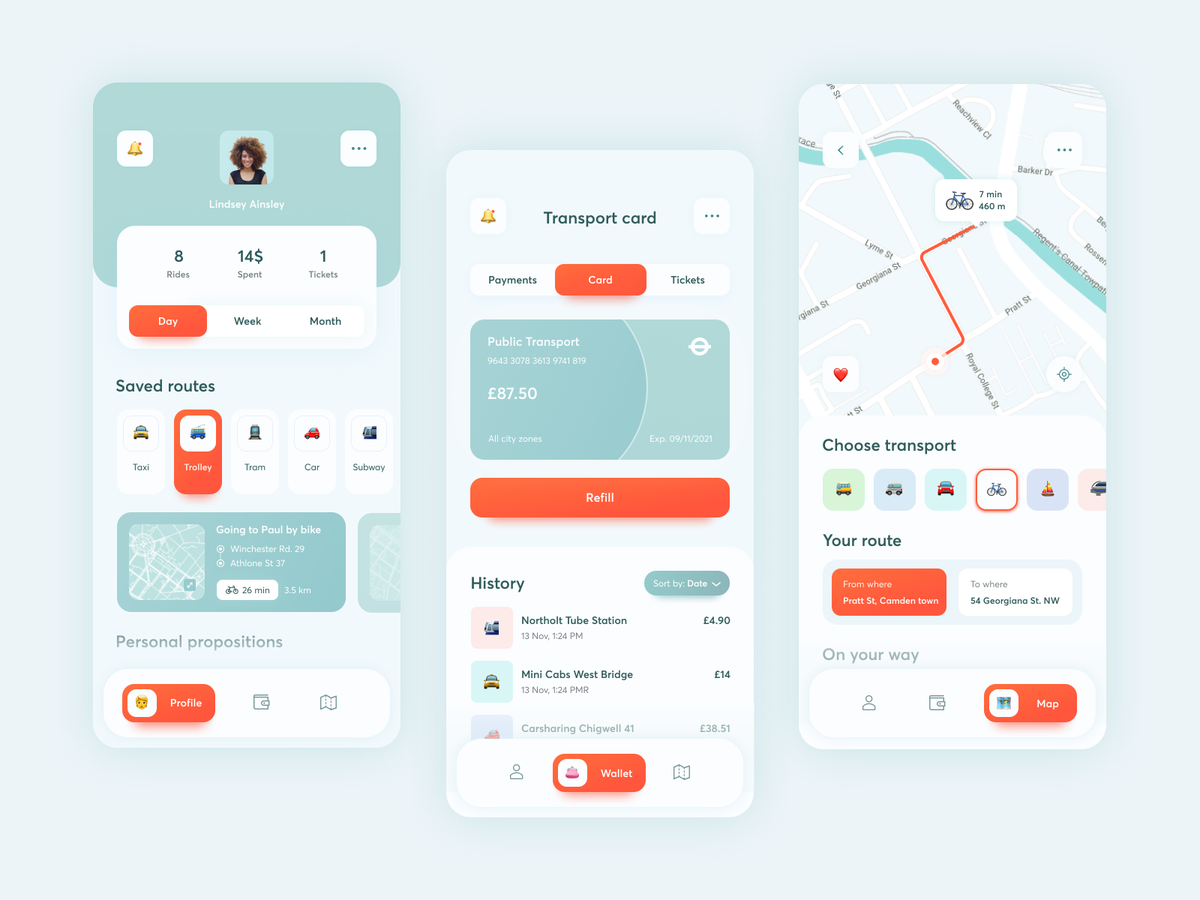 Lindsey Ainsley
8
14$
1
Rides
Spent
Tickets
Day
Week
Month
Saved routes
Taxi
Trolley
Tram
Car
Subway
Going to Paul by bike
Winchester Rd. 29
Athlone St 37
26 min
3.5 km
Personal propositions
Profile
Transport card
Payments
Card
Tickets
Public Transport
9643 3078 3613 9741 819
£87.50
All city zones
Exp. 09/11/2021
Refill
History
Sort by: Date
Northolt Tube Station
£4.90
13 Nov, 1:24 PM
Mini Cabs West Bridge
£14
13 Nov, 1:24 PMR
Carsharing Chigwell 41
£38.51
Wallet
Reachview Cl
Barker Dr
7 min
460 m
Lyme St
Georgiana St
Georgiana St
Regent's Canal Towpath
Pratt St
Royal College St
Choose transport
Your route
From where
Pratt St, Camden town
To where
54 Georgiana St. NW
On your way
Map